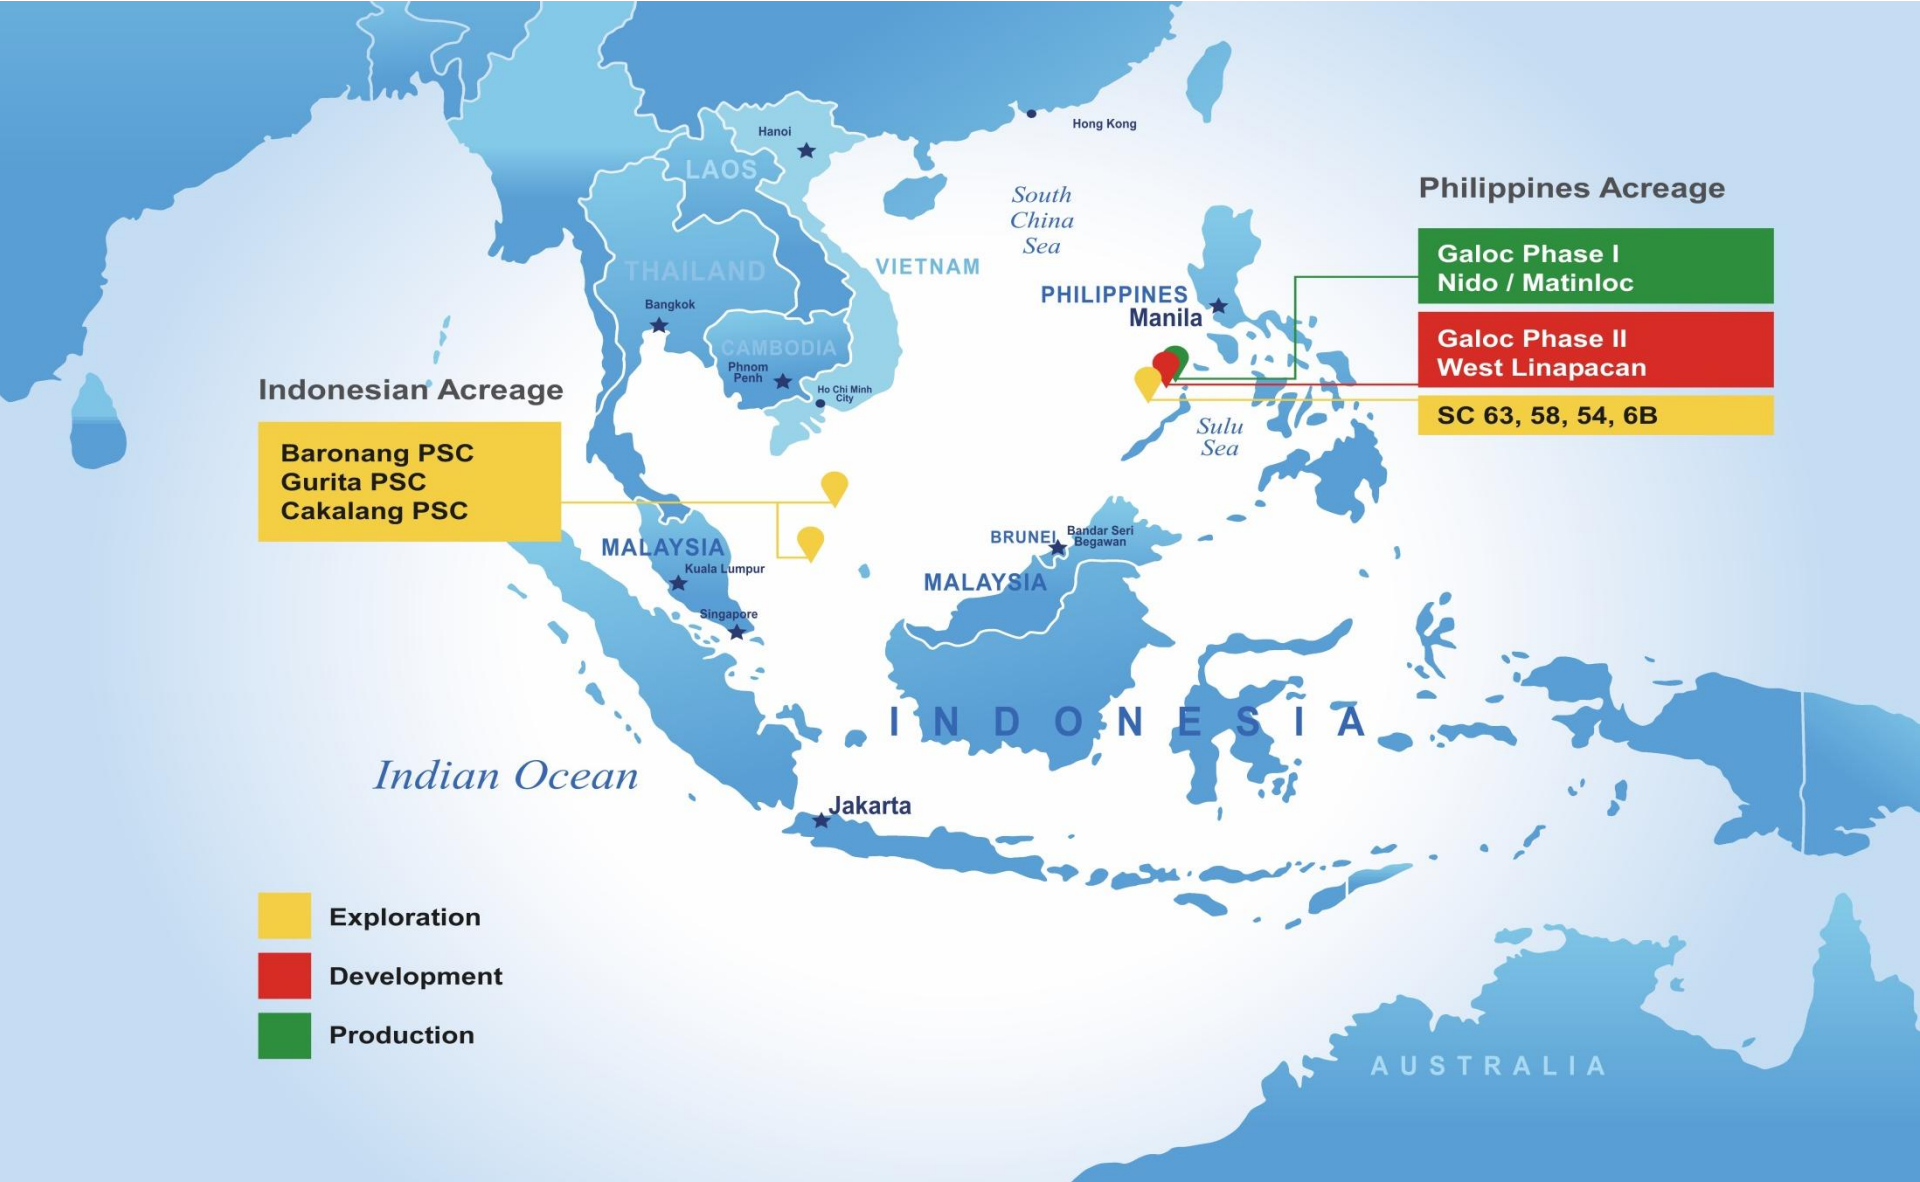 Hanoi
Hong Kong
LAOS
South
China
Sea
Philippines Acreage
Galoc Phase I
Nido / Matinloc
THAILAND
VIETNAM
PHILIPPINES
Manila
Bangkok
Galoc Phase II
West Linapacan
CAMBODIA
Phnom
Penh
Ho Chi Minh
City
Indonesian Acreage
SC 63, 58, 54, 6B
Sulu
Sea
Baronang PSC
Gurita PSC
Cakalang PSC
BRUNEI
Bandar Seri
Begawan
MALAYSIA
Kuala Lumpur
MALAYSIA
Singapore
INDONESIA
Indian Ocean
Jakarta
Exploration
Development
Production
AUSTRALIA